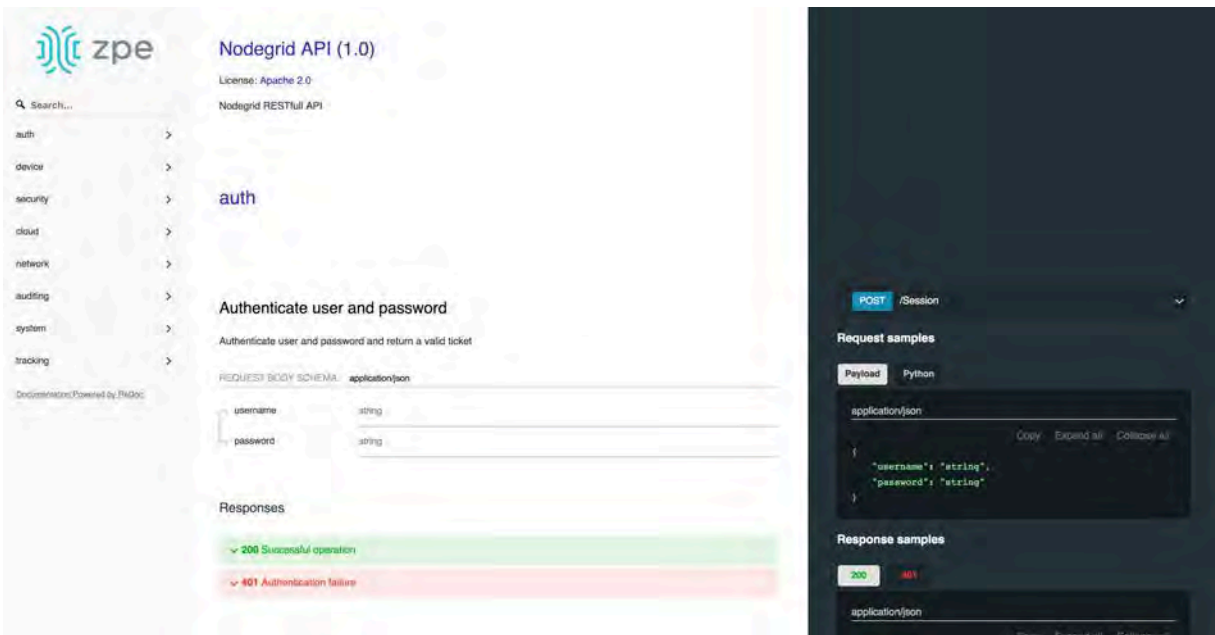 zpe
Search...
auth
device
security
cloud
network
auditing
system
tracking
Documentation Powered by ReDoc
Nodegrid API (1.0)
License: Apache 2.0
Nodegrid RESTfull API
auth
Authenticate user and password
Authenticate user and password and return a valid ticket
REQUEST BODY SCHEMA: application/json
username string
password string
Responses
200 Successful operation
401 Authentication failure
POST /Session
Request samples
Payload Python
application/json
Copy Expand all Collapse all
{
"username": "string",
"password": "string"
}
Response samples
200 401
application/json